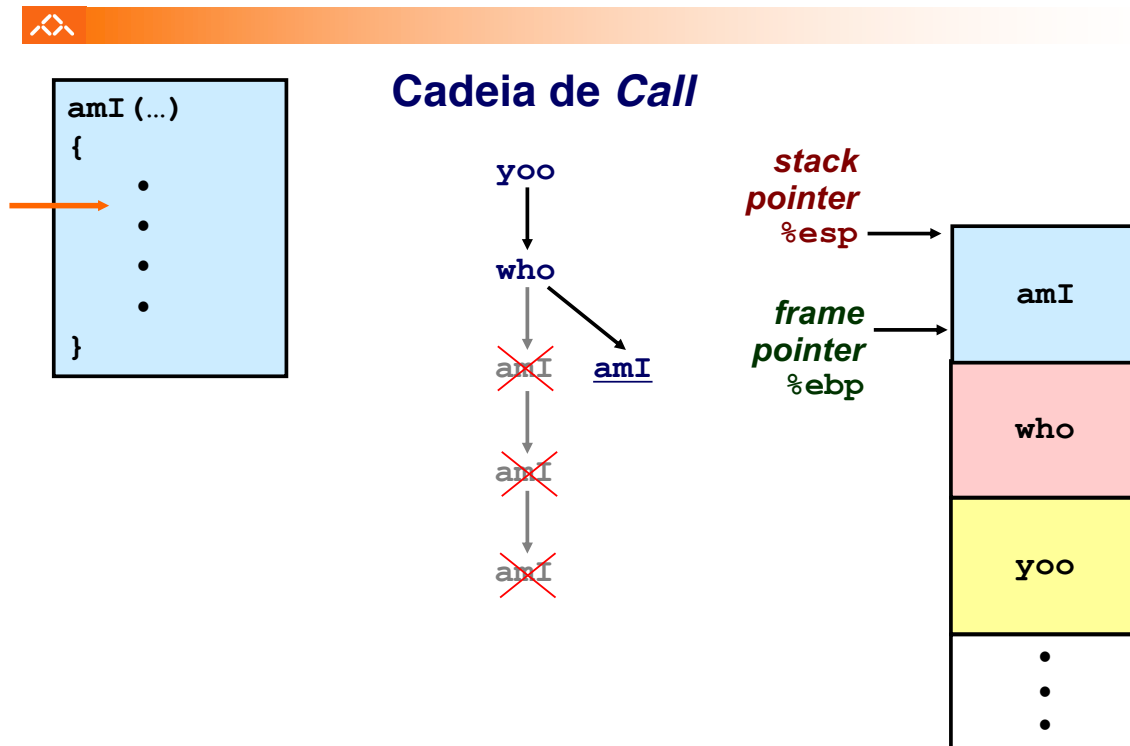 Cadeia de Call
amI(…)
{
•
•
•
•
}
yoo
who
amI
amI
amI
amI
stack
pointer
%esp
frame
pointer
%ebp
amI
who
yoo
•
•
•